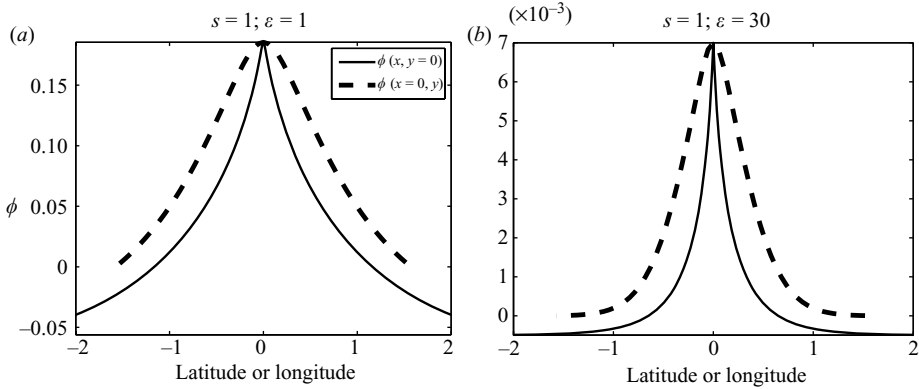 (a)
s = 1; ε = 1
ϕ (x, y = 0)
ϕ (x = 0, y)
0.15
0.10
ϕ 0.05
0
−0.05
−2 −1 0 1 2
Latitude or longitude
(b)
(×10−3)
s = 1; ε = 30
7
6
5
4
3
2
1
0
−2 −1 0 1 2
Latitude or longitude